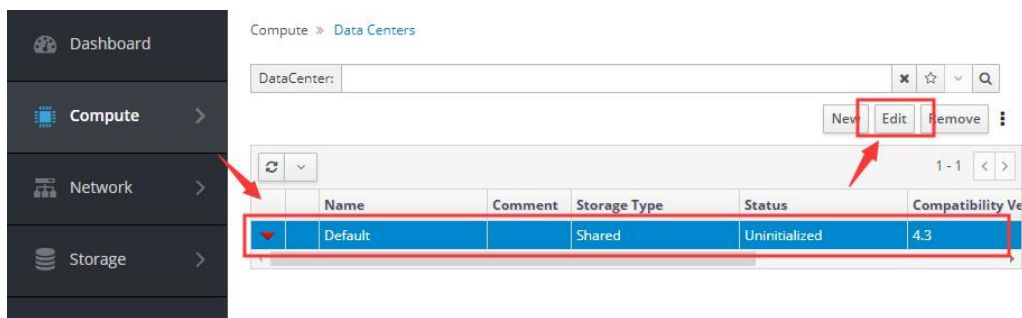 Dashboard
Compute
Network
Storage
Compute » Data Centers
DataCenter:
New Edit Remove
1 - 1
Name Comment Storage Type Status Compatibility Ve
Default Shared Uninitialized 4.3